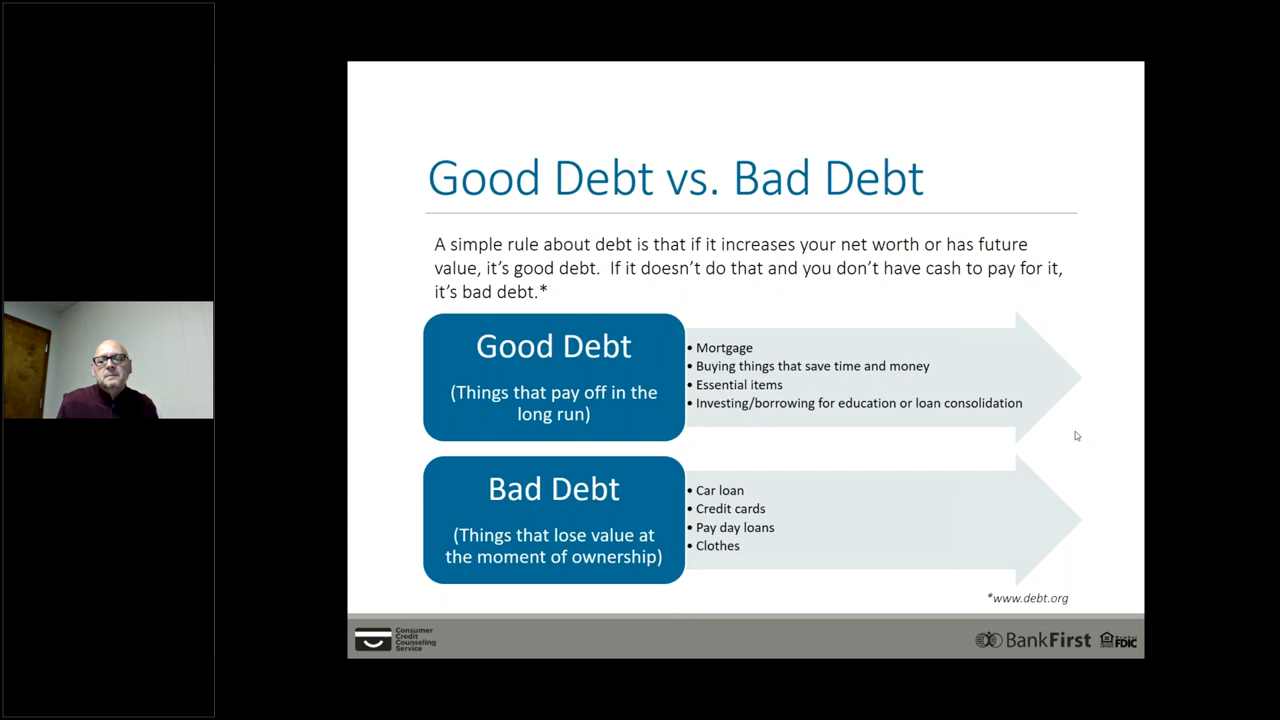 Good Debt vs. Bad Debt
A simple rule about debt is that if it increases your net worth or has future
value, it’s good debt.  If it doesn’t do that and you don’t have cash to pay for it,
it’s bad debt.*
Good Debt
(Things that pay off in the
long run)
• Mortgage
• Buying things that save time and money
• Essential items
• Investing/borrowing for education or loan consolidation
Bad Debt
(Things that lose value at
the moment of ownership)
• Car loan
• Credit cards
• Pay day loans
• Clothes
*www.debt.org
Consumer
Credit
Counseling
Service
BankFirst
FDIC